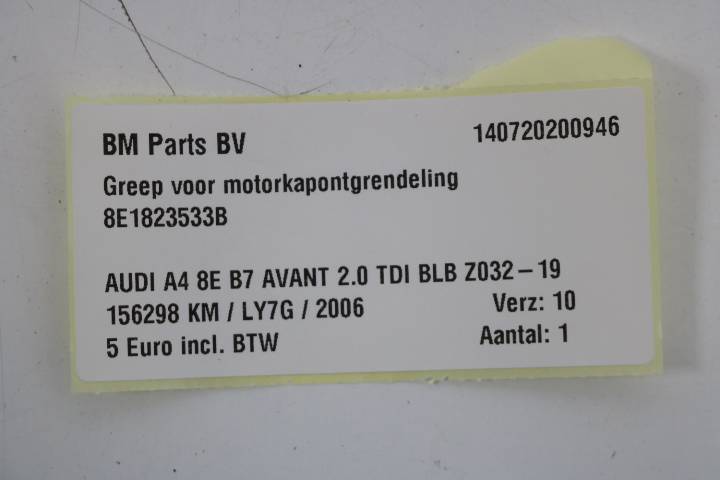 BM Parts BV 140720200946
Greep voor motorkapontgrendeling
8E1823533B
AUDI A4 8E B7 AVANT 2.0 TDI BLB Z032-19
156298 KM / LY7G / 2006 Verz: 10
5 Euro incl. BTW Aantal: 1